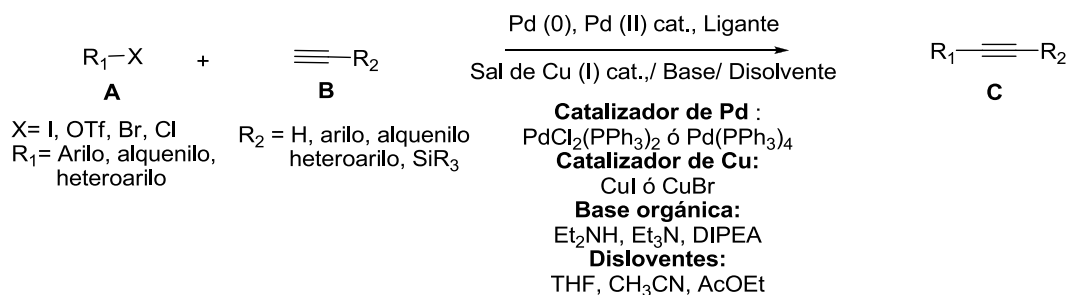 R₁—X
A
X= I, OTf, Br, Cl
R₁= Arilo, alquenilo,
heteroarilo
+
R₂
B
R₂ = H, arilo, alquenilo
heteroarilo, SiR₃
Pd (0), Pd (II) cat., Ligante
Sal de Cu (I) cat.,/ Base/ Disolvente
Catalizador de Pd :
PdCl₂(PPh₃)₂ ó Pd(PPh₃)₄
Catalizador de Cu:
CuI ó CuBr
Base orgánica:
Et₂NH, Et₃N, DIPEA
Disloventes:
THF, CH₃CN, AcOEt
R₁ R₂
C